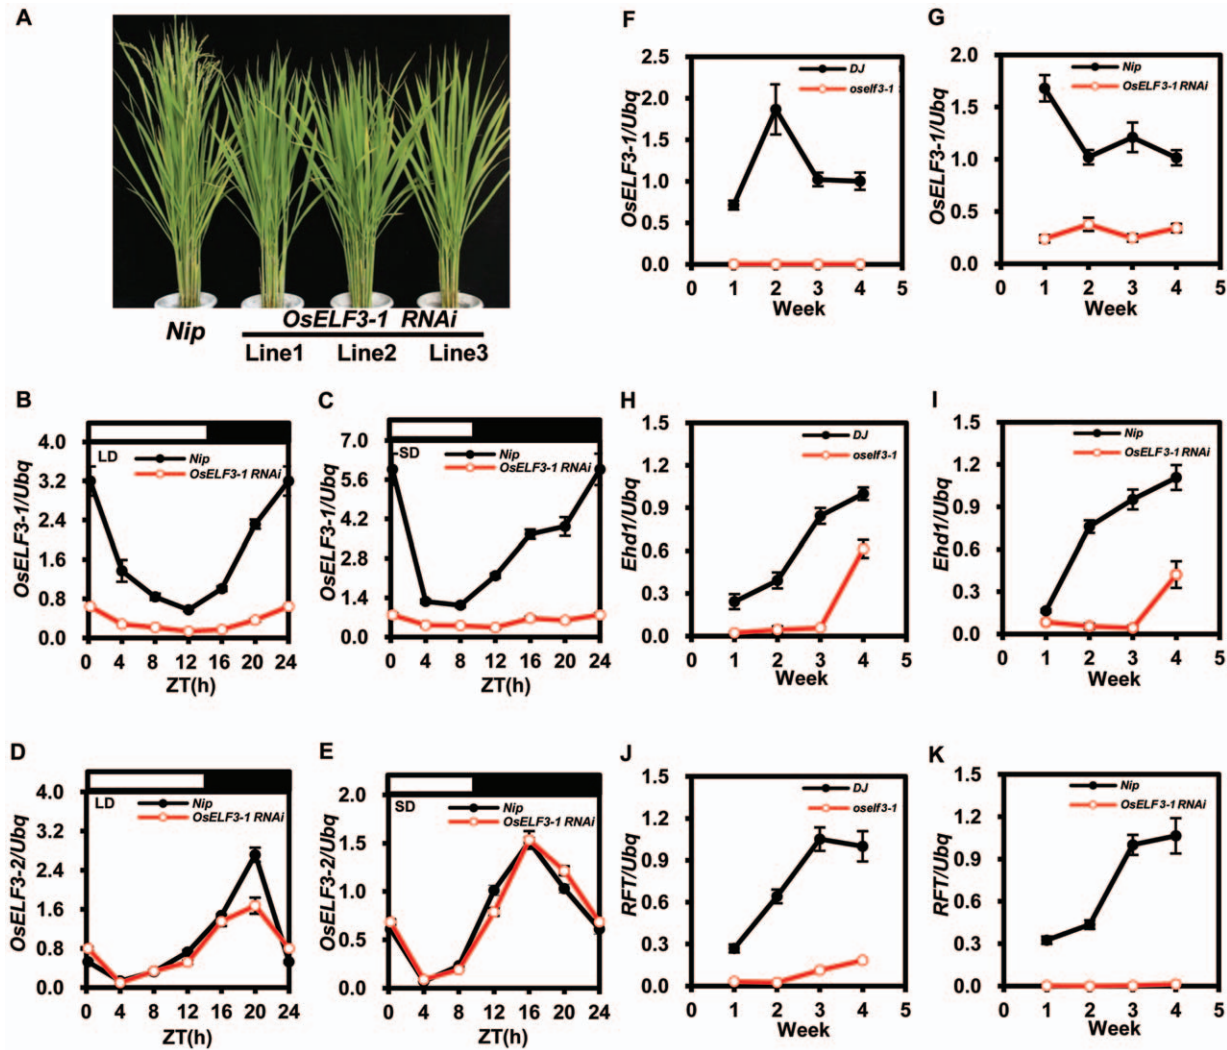 A
Nip
OsELF3-1 RNAi
Line1 Line2 Line3
F
2.5
2.0
1.5
1.0
0.5
0.0
OsELF3-1/Ubq
DJ
oself3-1
0 1 2 3 4 5
Week
G
2.0
1.5
1.0
0.5
0.0
OsELF3-1/Ubq
Nip
OsELF3-1 RNAi
0 1 2 3 4 5
Week
B
4.0
3.2
2.4
1.6
0.8
0.0
OsELF3-1/Ubq
LD
Nip
OsELF3-1 RNAi
0 4 8 12 16 20 24
ZT(h)
C
7.0
5.6
4.2
2.8
1.4
0.0
OsELF3-1/Ubq
SD
Nip
OsELF3-1 RNAi
0 4 8 12 16 20 24
ZT(h)
H
1.5
1.2
0.9
0.6
0.3
0.0
Ehd1/Ubq
DJ
oself3-1
0 1 2 3 4 5
Week
I
1.5
1.2
0.9
0.6
0.3
0.0
Ehd1/Ubq
Nip
OsELF3-1 RNAi
0 1 2 3 4 5
Week
D
4.0
3.2
2.4
1.6
0.8
0.0
OsELF3-2/Ubq
LD
Nip
OsELF3-1 RNAi
0 4 8 12 16 20 24
ZT(h)
E
2.0
1.5
1.0
0.5
0.0
OsELF3-2/Ubq
SD
Nip
OsELF3-1 RNAi
0 4 8 12 16 20 24
ZT(h)
J
1.5
1.2
0.9
0.6
0.3
0.0
RFT/Ubq
DJ
oself3-1
0 1 2 3 4 5
Week
K
1.5
1.2
0.9
0.6
0.3
0.0
RFT/Ubq
Nip
OsELF3-1 RNAi
0 1 2 3 4 5
Week